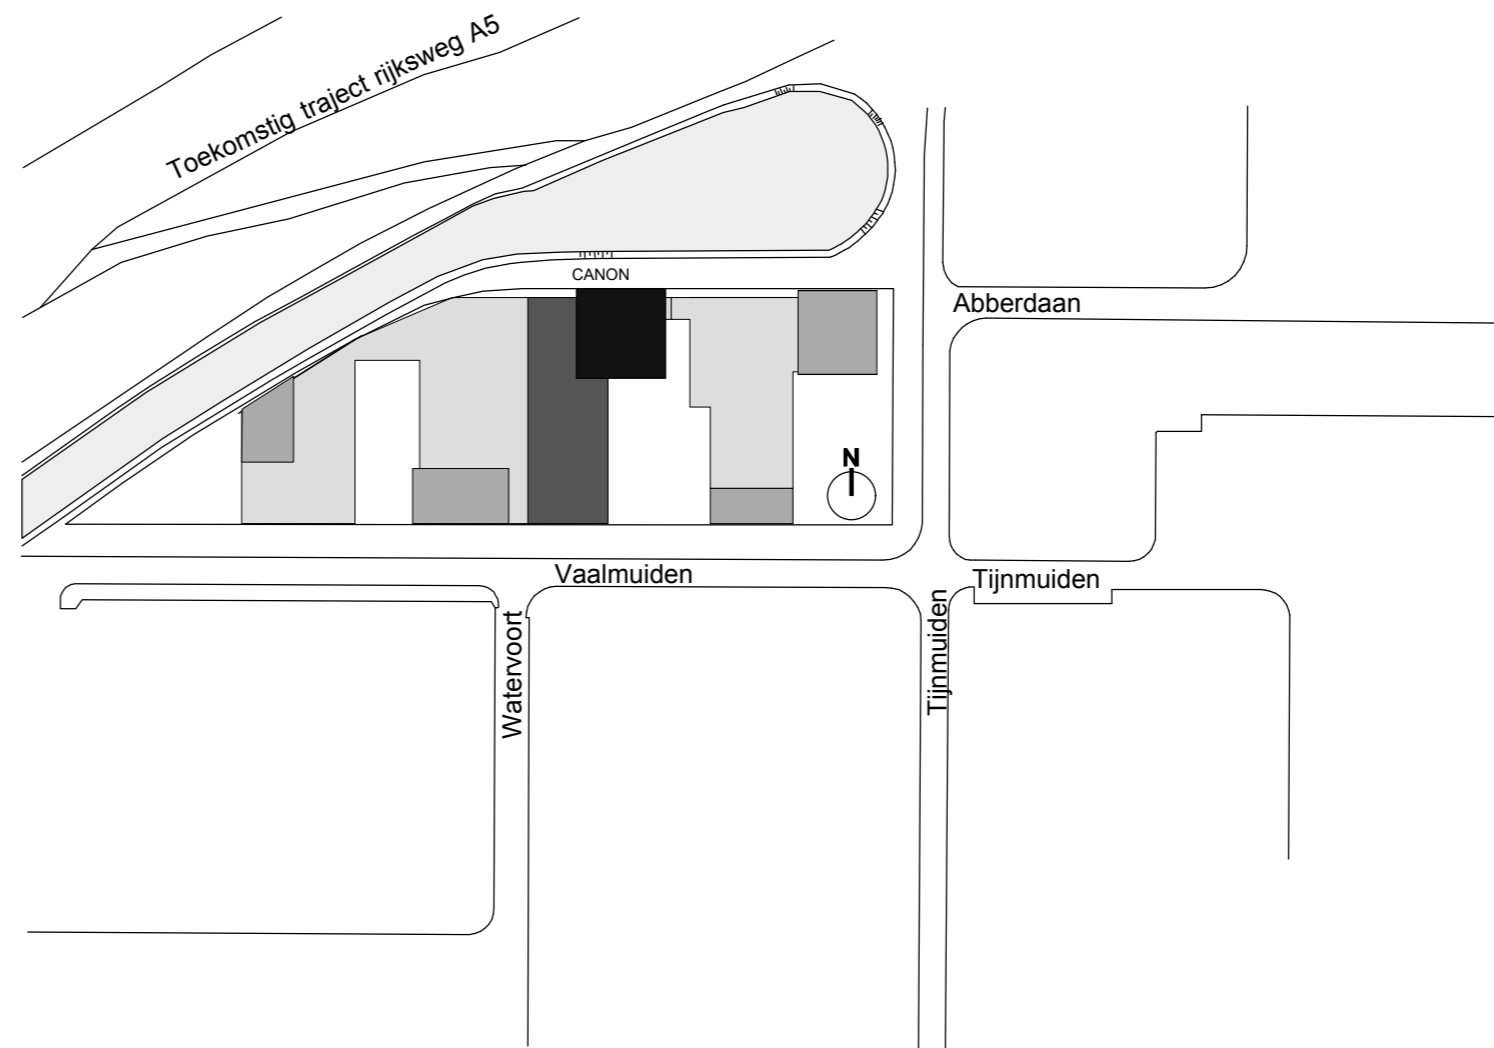 Toekomstig traject rijksweg A5
CANON
Abberdaan
N
Vaalmuiden
Tijnmuiden
Watervoort
Tijnmuiden